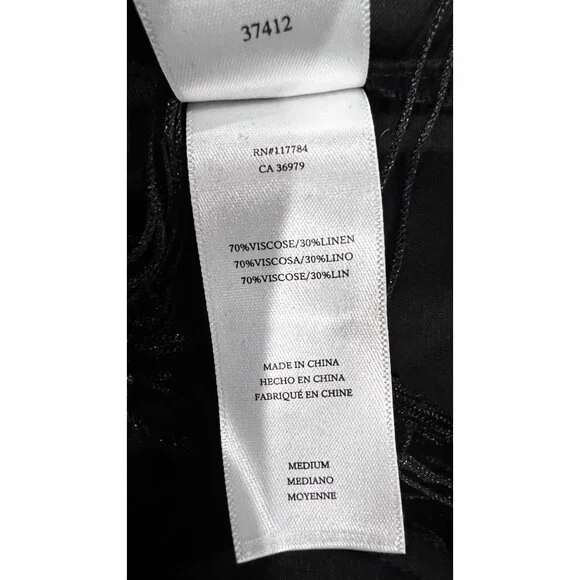 37412
RN#117784
CA 36979
70%VISCOSE/30%LINEN
70%VISCOSA/30%LINO
70%VISCOSE/30%LIN
MADE IN CHINA
HECHO EN CHINA
FABRIQUÉ EN CHINE
MEDIUM
MEDIANO
MOYENNE